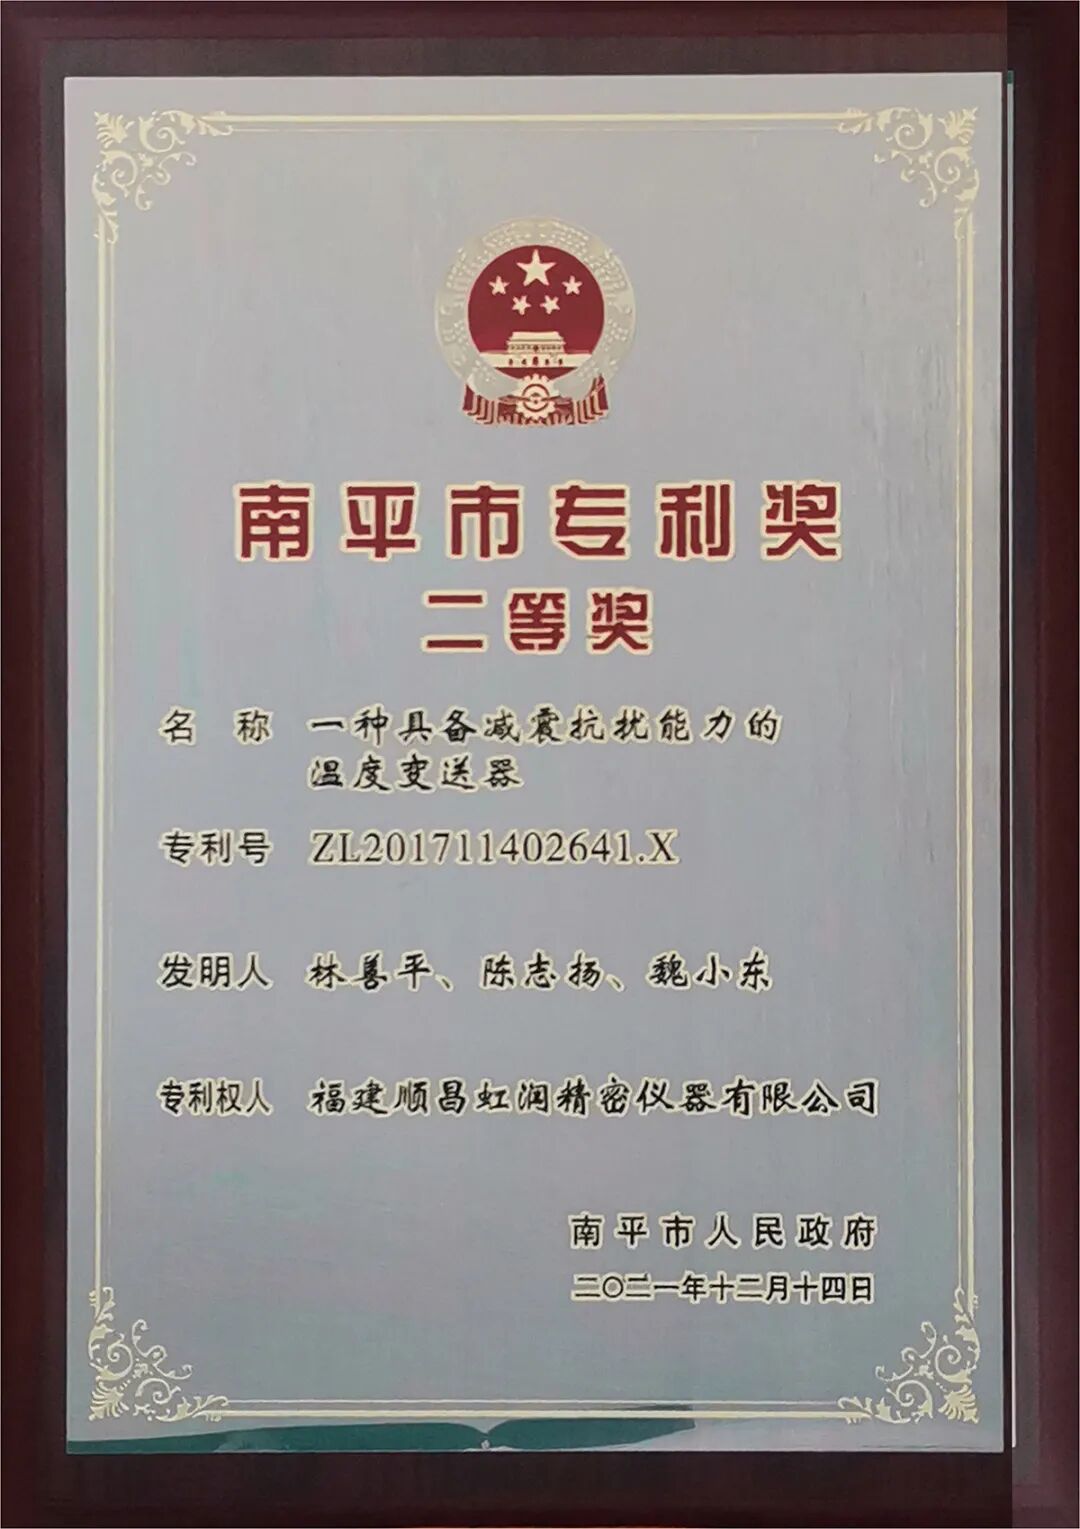 南平市专利奖
二等奖
名 称 一种具备减震抗扰能力的
温度变送器
专利号 ZL201711402641.X
发明人 林善平、陈志扬、魏小东
专利权人 福建顺昌虹润精密仪器有限公司
南平市人民政府
二〇二一年十二月十四日